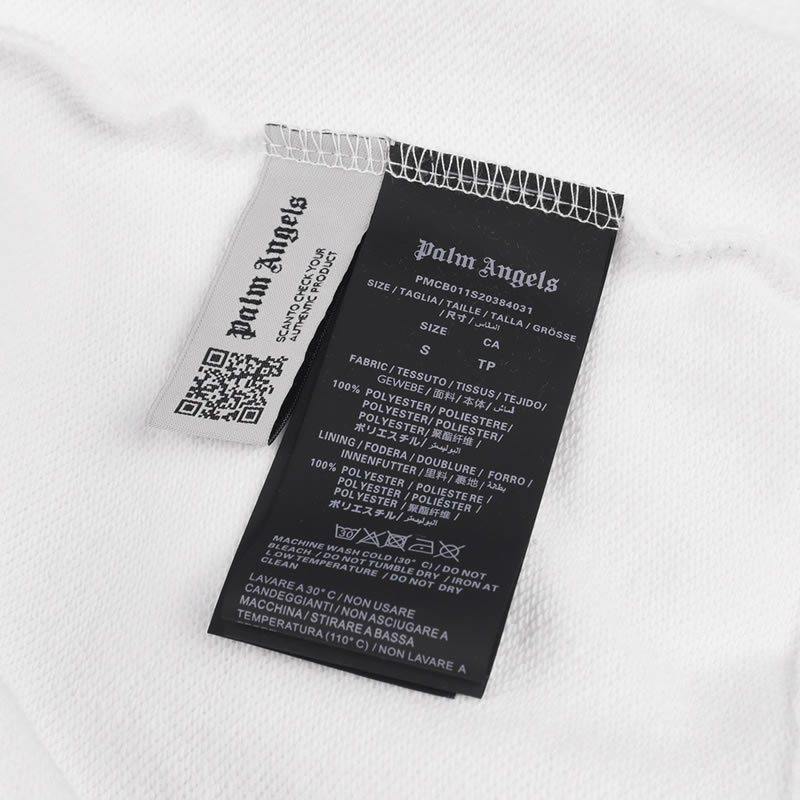 Palm Angels
SCAN TO CHECK YOUR
AUTHENTIC PRODUCT
Palm Angels
PMCB011S20384031
SIZE / TAGLIA / TAILLE / TALLA / GRÖSSE
/ 尺寸 / المقاس
SIZE CA
S TP
FABRIC / TESSUTO / TISSUS / TEJIDO/
GEWEBE / 面料 / 本体 / القماش
100% POLYESTER/ POLIESTERE/
POLYESTER/ POLIÉSTER/
POLYESTER/ 聚酯纤维/
ポリエステル/ البوليستر
LINING / FODERA / DOUBLURE / FORRO /
INNENFUTTER / 里料 / 裏地 / بطانة
100% POLYESTER / POLIESTERE /
POLYESTER / POLIÉSTER /
POLYESTER / 聚酯纤维 /
ポリエステル/ البوليستر
30
MACHINE WASH COLD (30° C) / DO NOT
BLEACH / DO NOT TUMBLE DRY / IRON AT
LOW TEMPERATURE / DO NOT DRY
CLEAN
LAVARE A 30° C / NON USARE
CANDEGGIANTI / NON ASCIUGARE A
MACCHINA / STIRARE A BASSA
TEMPERATURA (110° C) / NON LAVARE A